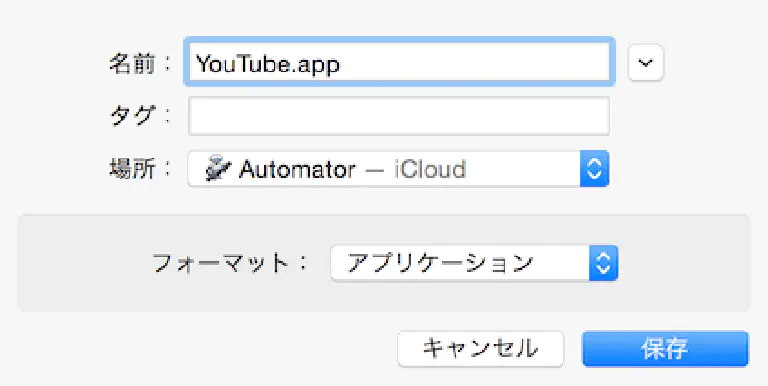 名前： YouTube.app
タグ：
場所： Automator — iCloud
フォーマット： アプリケーション
キャンセル 保存